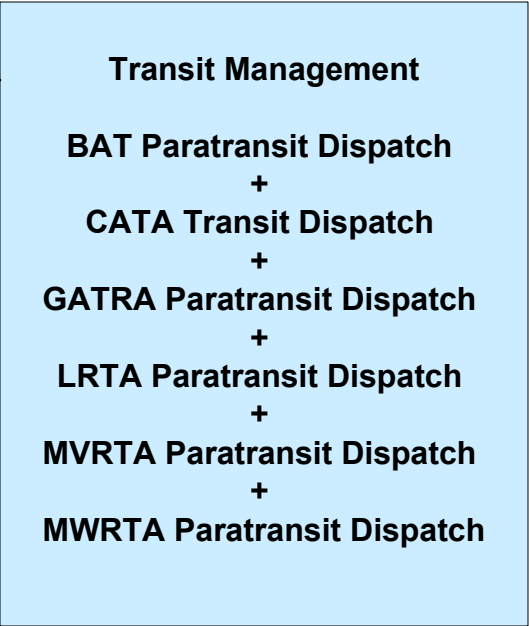 Transit Management
BAT Paratransit Dispatch
+
CATA Transit Dispatch
+
GATRA Paratransit Dispatch
+
LRTA Paratransit Dispatch
+
MVRTA Paratransit Dispatch
+
MWRTA Paratransit Dispatch